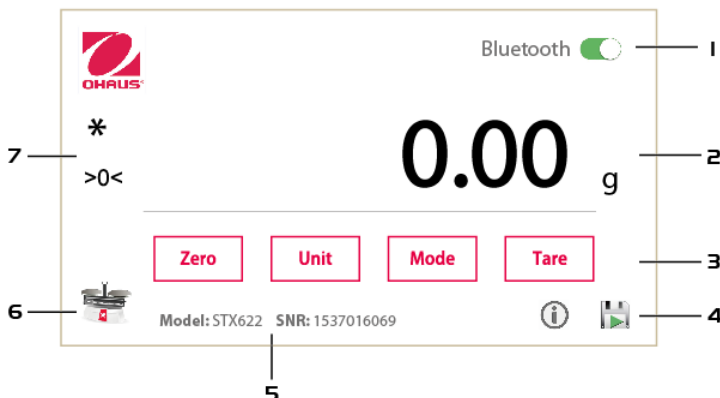 Bluetooth
1
OHAUS®
*
0.00 g
7
2
>0<
Zero Unit Mode Tare
3
6
Model: STX622 SNR: 1537016069
4
5